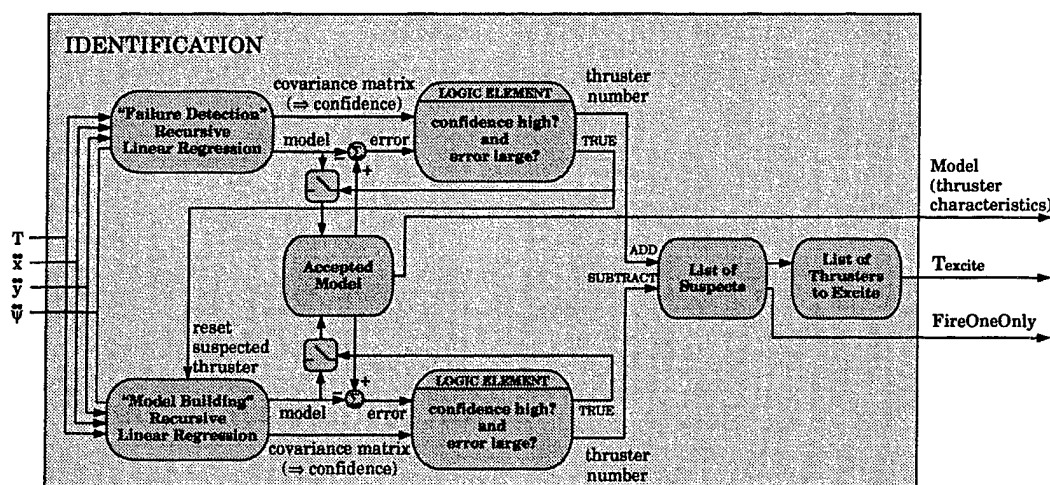 IDENTIFICATION
covariance matrix
(⇒ confidence)
thruster
number
"Failure Detection"
Recursive
Linear Regression
model
error
LOGIC ELEMENT
confidence high?
and
error large?
TRUE
−
Σ
+
Model
(thruster
characteristics)
T
ẍ
ÿ
ψ̈
Accepted
Model
ADD
SUBTRACT
List of
Suspects
List of
Thrusters
to Excite
Texcite
FireOneOnly
reset
suspected
thruster
+
−
Σ
"Model Building"
Recursive
Linear Regression
model
error
LOGIC ELEMENT
confidence high?
and
error large?
TRUE
covariance matrix
(⇒ confidence)
thruster
number